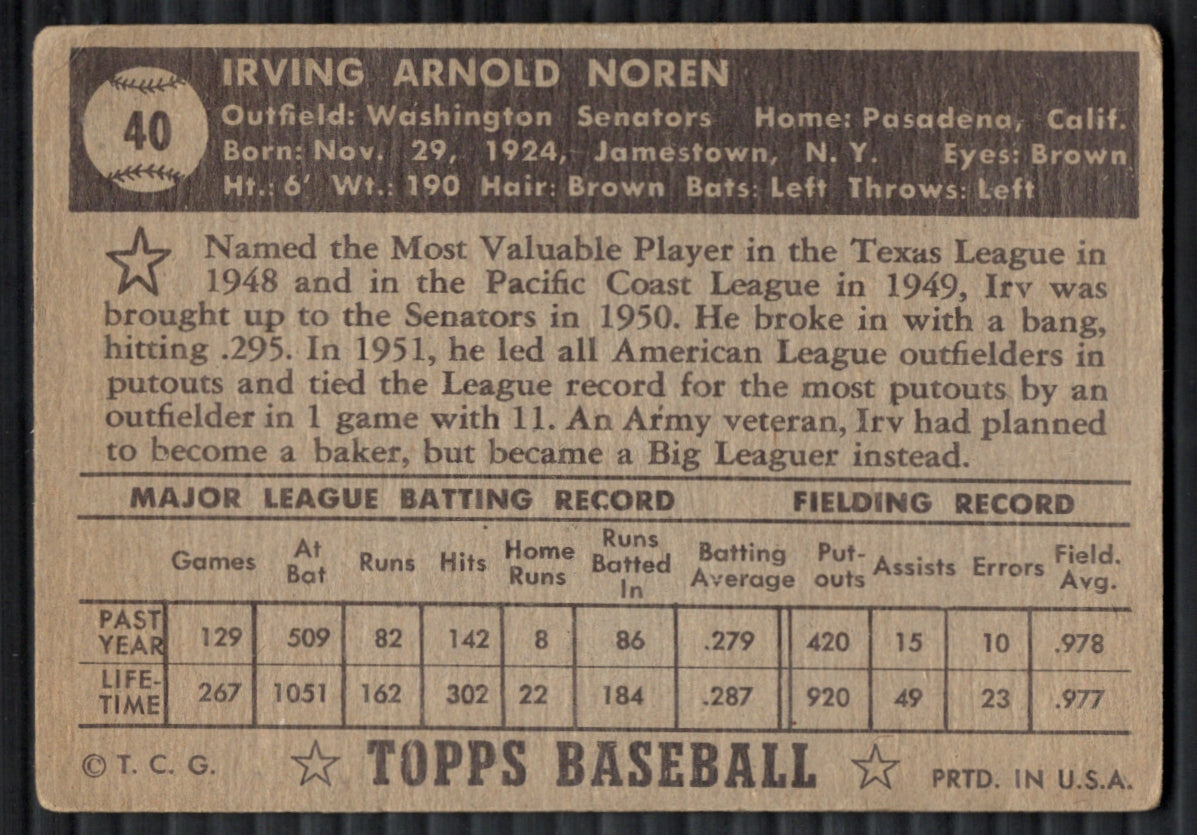 40
IRVING ARNOLD NOREN
Outfield: Washington Senators Home: Pasadena, Calif.
Born: Nov. 29, 1924, Jamestown, N. Y. Eyes: Brown
Ht.: 6' Wt.: 190 Hair: Brown Bats: Left Throws: Left
Named the Most Valuable Player in the Texas League in
1948 and in the Pacific Coast League in 1949, Irv was
brought up to the Senators in 1950. He broke in with a bang,
hitting .295. In 1951, he led all American League outfielders in
putouts and tied the League record for the most putouts by an
outfielder in 1 game with 11. An Army veteran, Irv had planned
to become a baker, but became a Big Leaguer instead.
MAJOR LEAGUE BATTING RECORD FIELDING RECORD
Games At Bat Runs Hits Home Runs Runs Batted In Batting Average Put-outs Assists Errors Field. Avg.
PAST YEAR 129 509 82 142 8 86 .279 420 15 10 .978
LIFE-TIME 267 1051 162 302 22 184 .287 920 49 23 .977
© T. C. G. TOPPS BASEBALL PRTD. IN U.S.A.